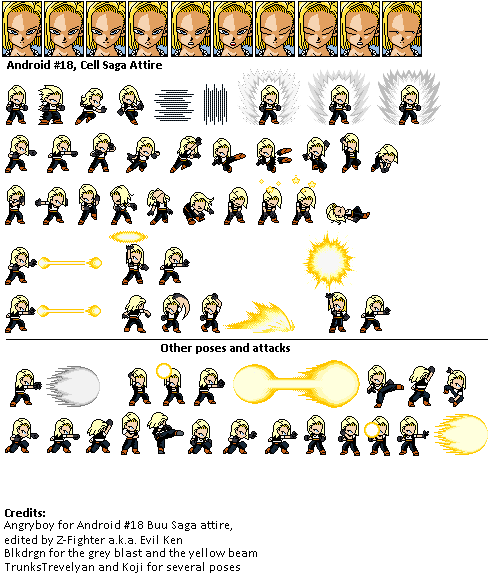 Android #18, Cell Saga Attire
Other poses and attacks
Credits:
Angryboy for Android #18 Buu Saga attire,
edited by Z-Fighter a.k.a. Evil Ken
Blkdrgn for the grey blast and the yellow beam
TrunksTrevelyan and Koji for several poses